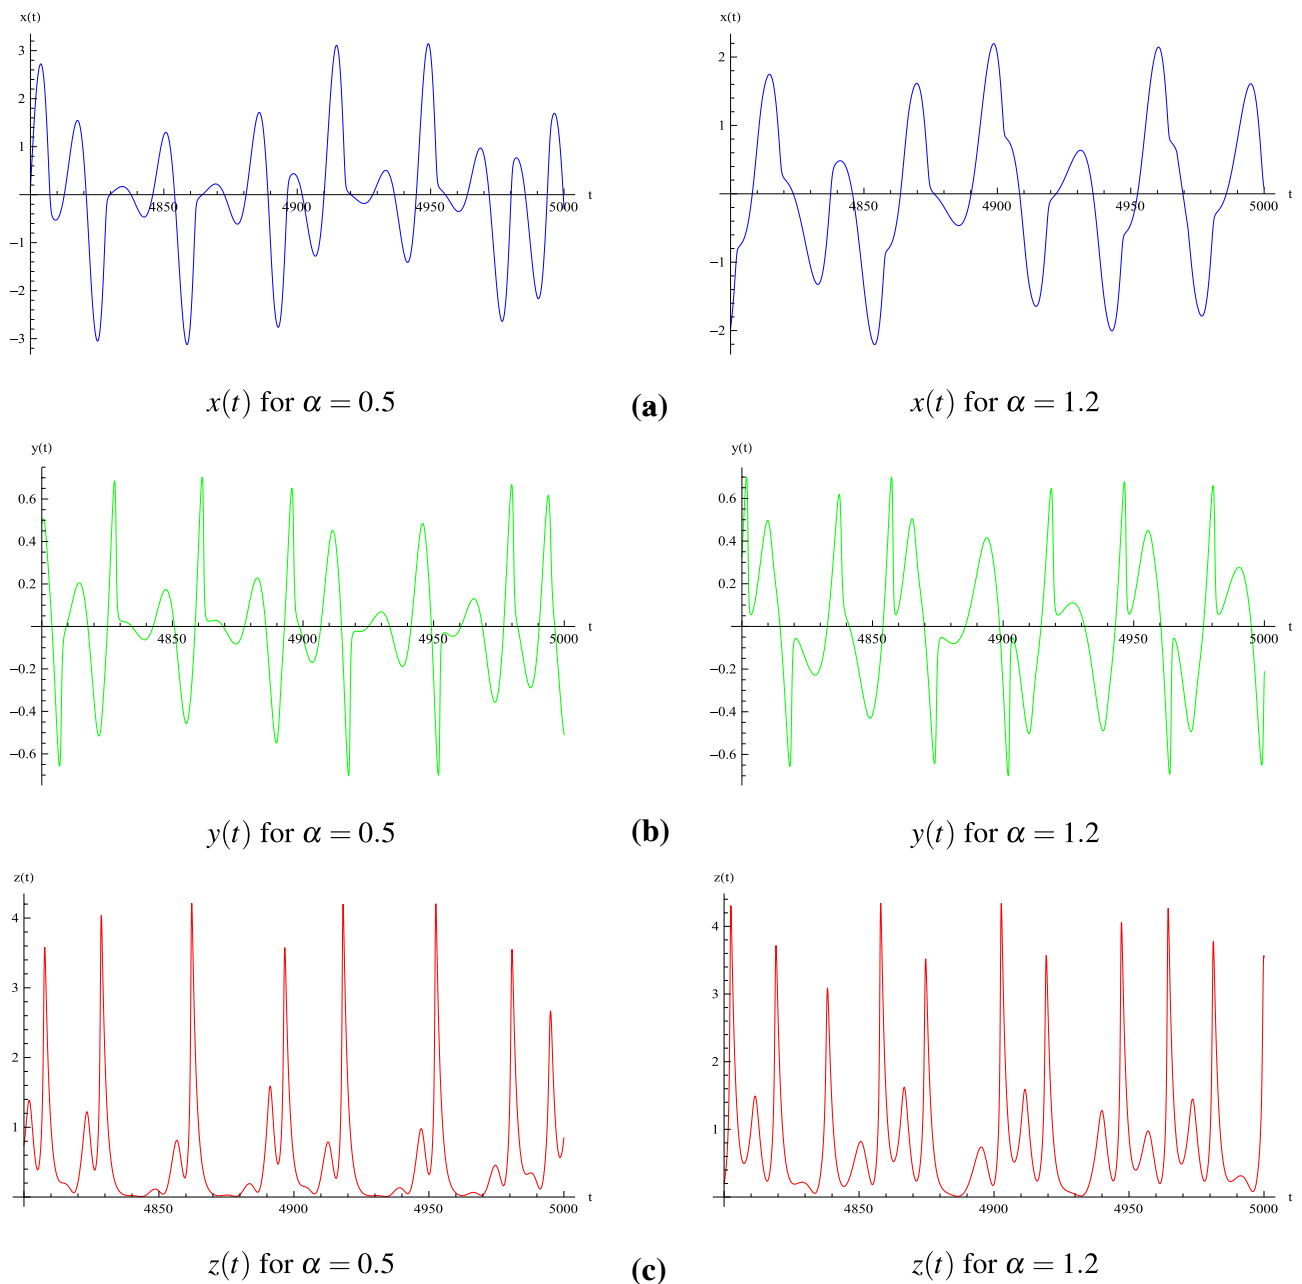 x(t) x(t)
3
2
1
−1
−2
−3
4850 4900 4950 5000 t
2
1
−1
−2
4850 4900 4950 5000 t
x(t) for α = 0.5 (a) x(t) for α = 1.2
y(t) y(t)
0.6
0.4
0.2
−0.2
−0.4
−0.6
4850 4900 4950 5000 t
0.6
0.4
0.2
−0.2
−0.4
−0.6
4850 4900 4950 5000 t
y(t) for α = 0.5 (b) y(t) for α = 1.2
z(t) z(t)
4
3
2
1
4850 4900 4950 5000 t
4
3
2
1
4850 4900 4950 5000 t
z(t) for α = 0.5 (c) z(t) for α = 1.2